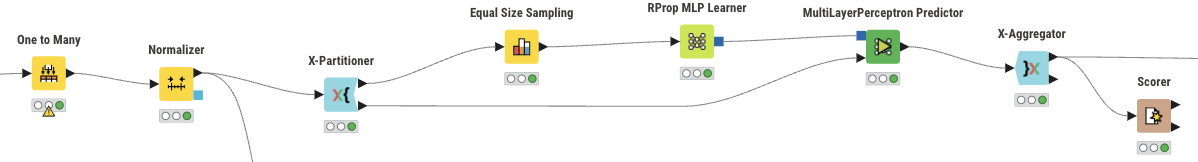 One to Many
Normalizer
X-Partitioner
Equal Size Sampling
RProp MLP Learner
MultiLayerPerceptron Predictor
X-Aggregator
Scorer